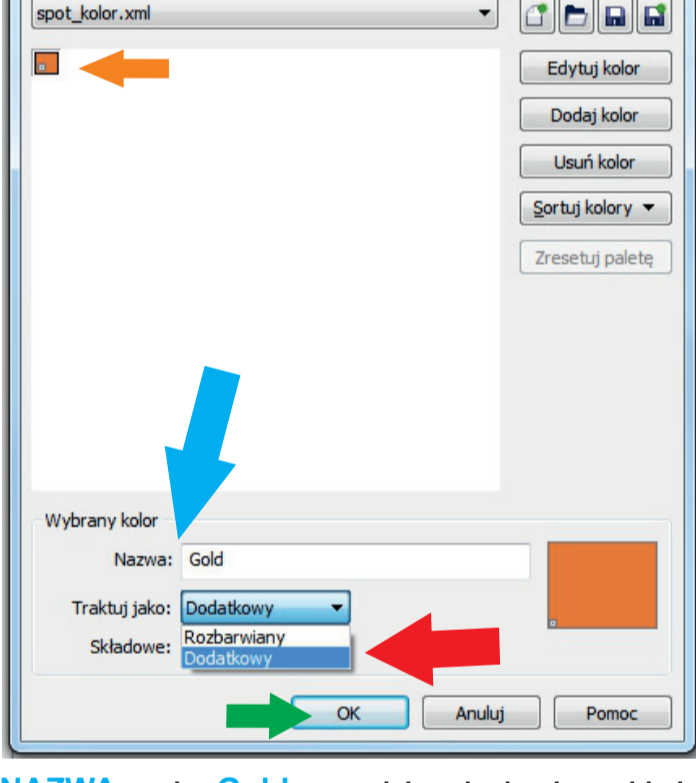 spot_kolor.xml
Edytuj kolor
Dodaj kolor
Usuń kolor
Sortuj kolory
Zresetuj paletę
Wybrany kolor
Nazwa: Gold
Traktuj jako: Dodatkowy
Rozbarwiany
Składowe:
Dodatkowy
OK Anuluj Pomoc
NAZWA